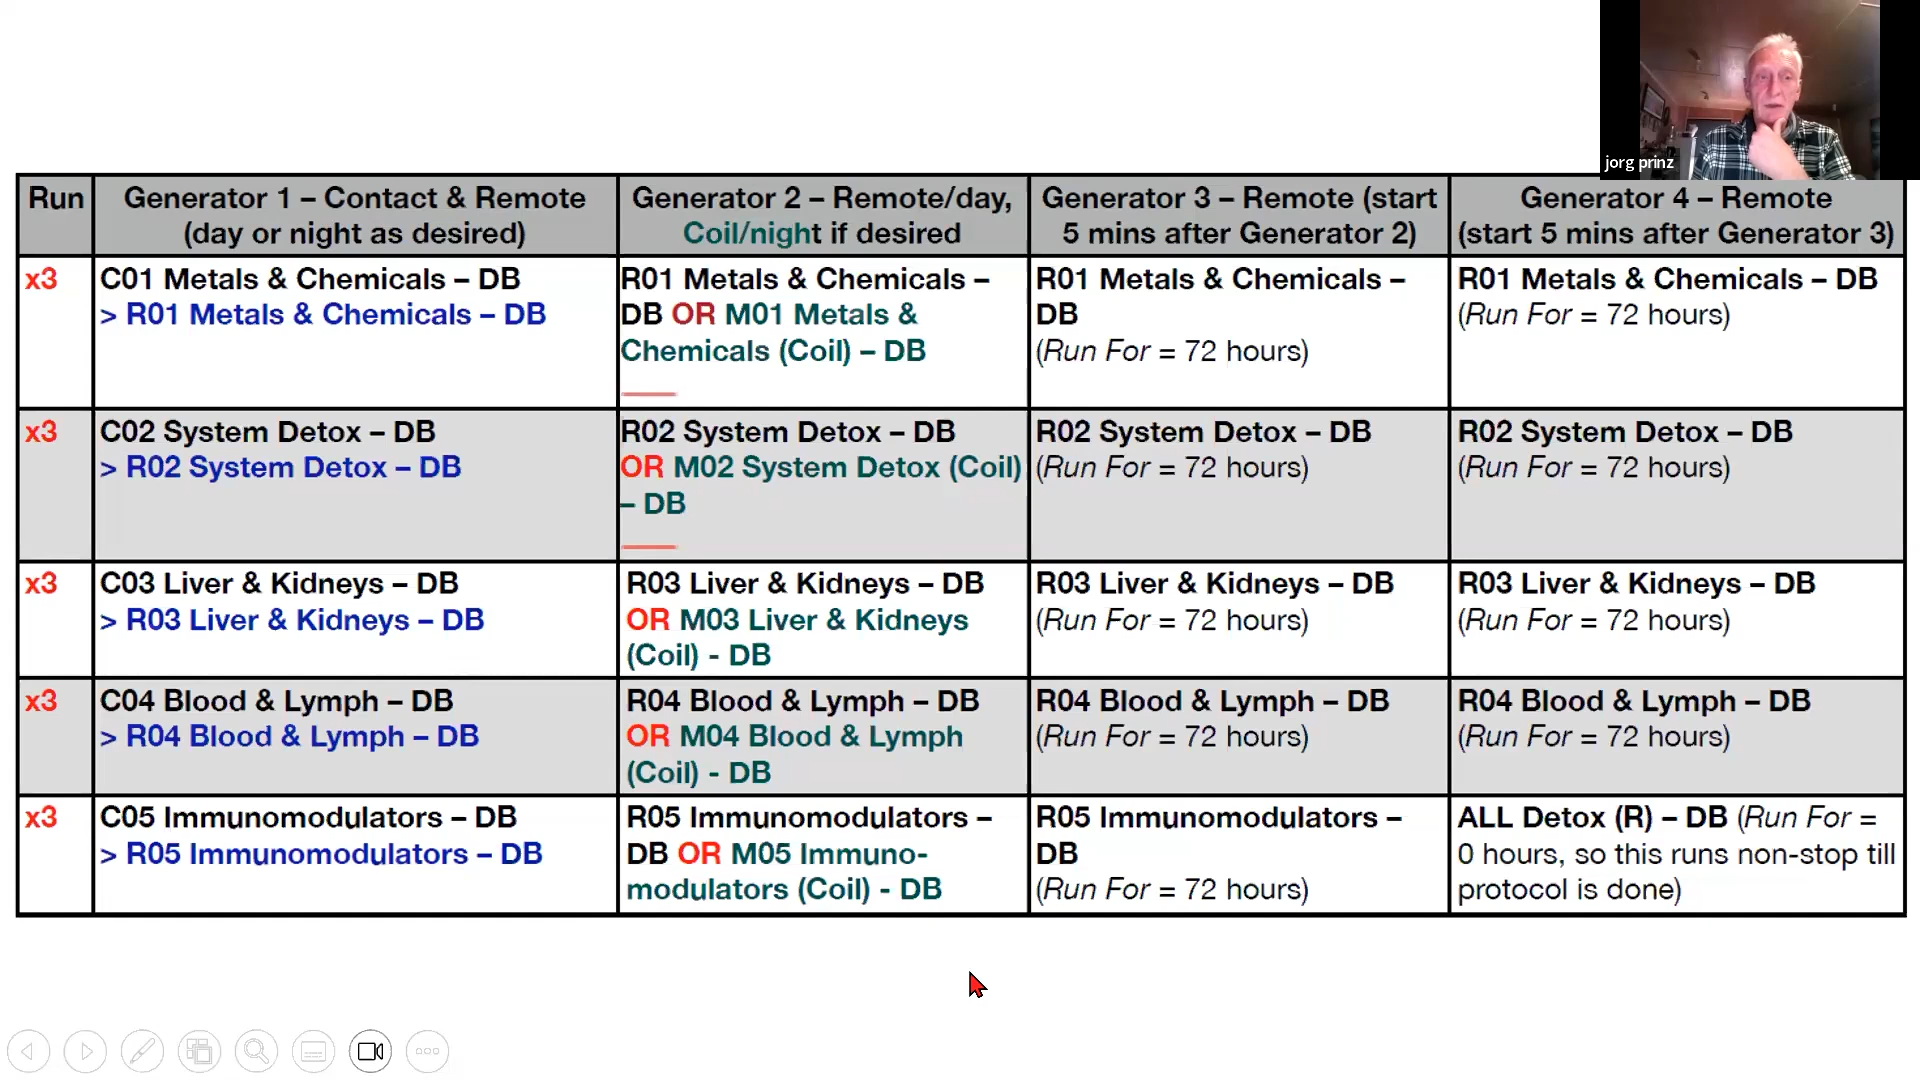 jorg prinz
Run
Generator 1 – Contact & Remote
(day or night as desired)
Generator 2 – Remote/day,
Coil/night if desired
Generator 3 – Remote (start
5 mins after Generator 2)
Generator 4 – Remote
(start 5 mins after Generator 3)
x3
C01 Metals & Chemicals – DB
> R01 Metals & Chemicals – DB
R01 Metals & Chemicals –
DB OR M01 Metals &
Chemicals (Coil) – DB
R01 Metals & Chemicals –
DB
(Run For = 72 hours)
R01 Metals & Chemicals – DB
(Run For = 72 hours)
x3
C02 System Detox – DB
> R02 System Detox – DB
R02 System Detox – DB
OR M02 System Detox (Coil)
– DB
R02 System Detox – DB
(Run For = 72 hours)
R02 System Detox – DB
(Run For = 72 hours)
x3
C03 Liver & Kidneys – DB
> R03 Liver & Kidneys – DB
R03 Liver & Kidneys – DB
OR M03 Liver & Kidneys
(Coil) - DB
R03 Liver & Kidneys – DB
(Run For = 72 hours)
R03 Liver & Kidneys – DB
(Run For = 72 hours)
x3
C04 Blood & Lymph – DB
> R04 Blood & Lymph – DB
R04 Blood & Lymph – DB
OR M04 Blood & Lymph
(Coil) - DB
R04 Blood & Lymph – DB
(Run For = 72 hours)
R04 Blood & Lymph – DB
(Run For = 72 hours)
x3
C05 Immunomodulators – DB
> R05 Immunomodulators – DB
R05 Immunomodulators –
DB OR M05 Immuno-
modulators (Coil) - DB
R05 Immunomodulators –
DB
(Run For = 72 hours)
ALL Detox (R) – DB (Run For =
0 hours, so this runs non-stop till
protocol is done)